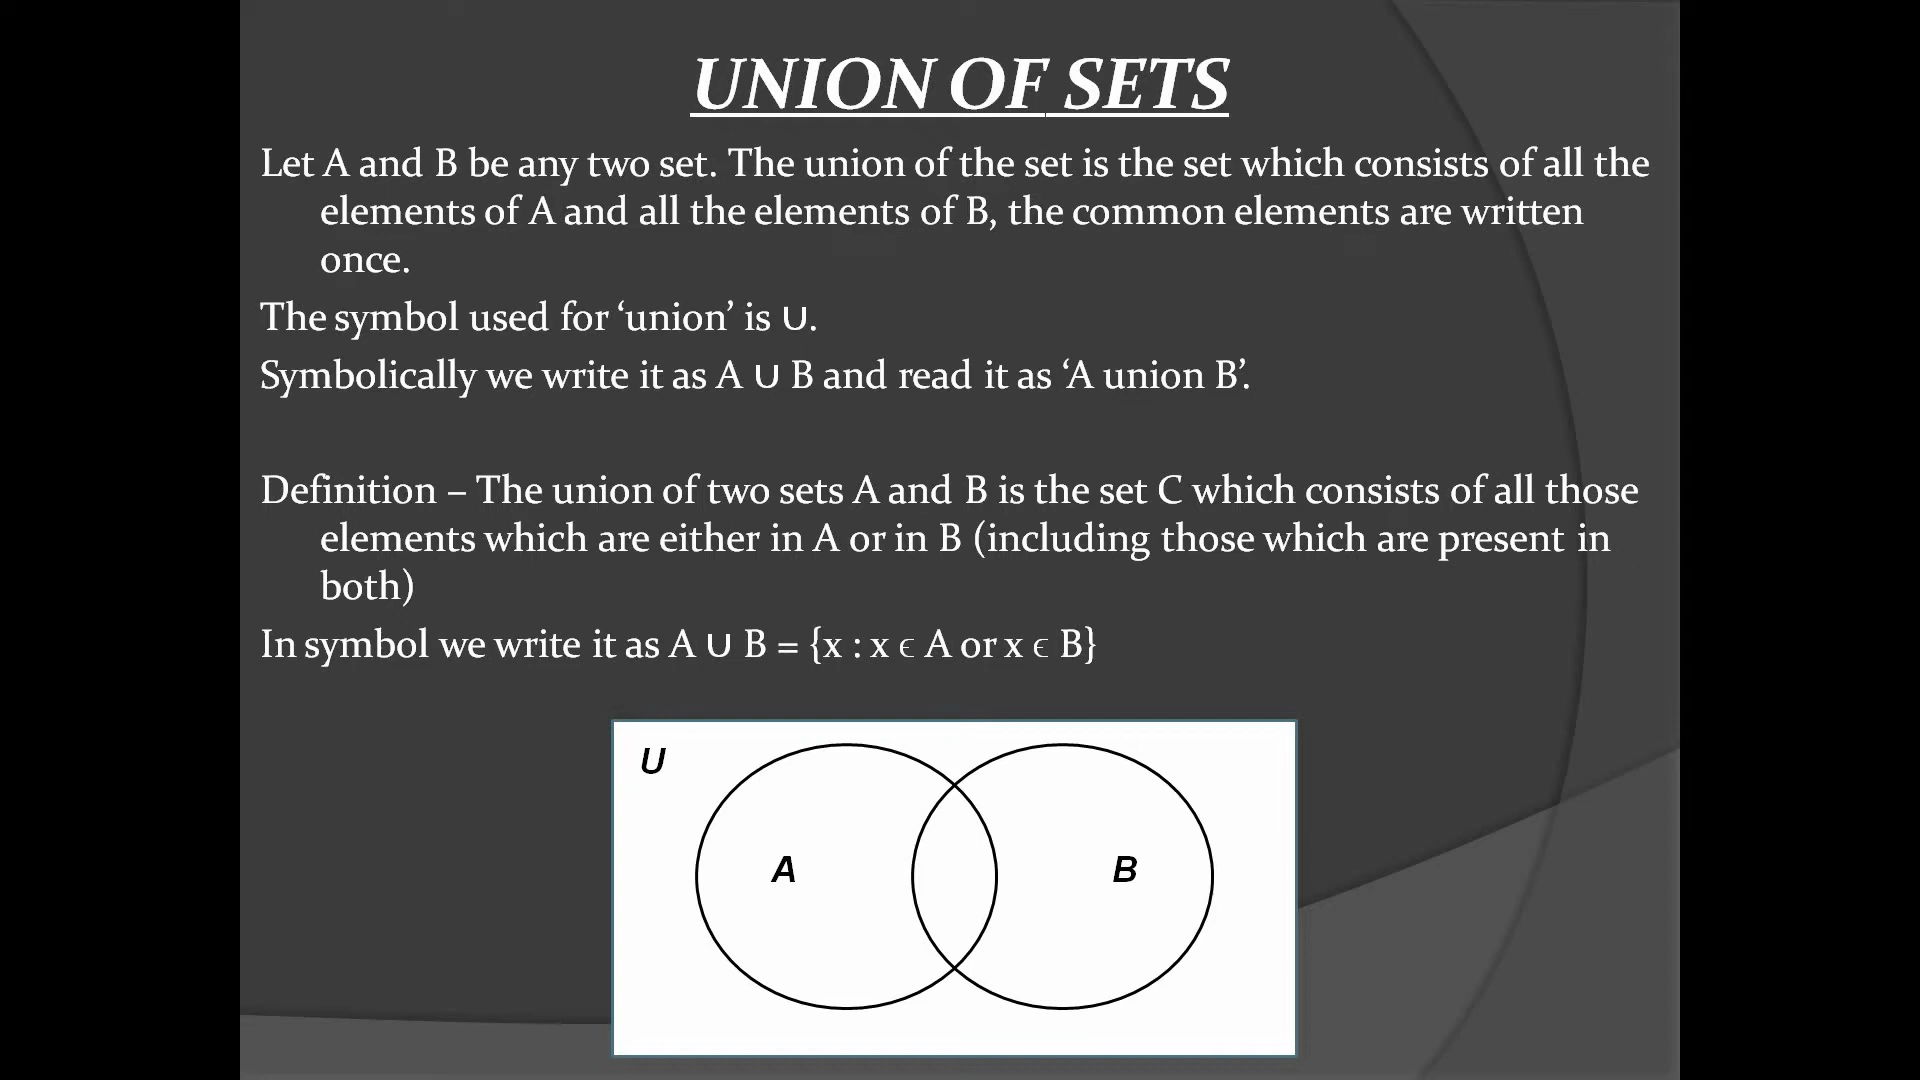 UNION OF SETS
Let A and B be any two set. The union of the set is the set which consists of all the
elements of A and all the elements of B, the common elements are written
once.
The symbol used for ‘union’ is ∪.
Symbolically we write it as A ∪ B and read it as ‘A union B’.
Definition – The union of two sets A and B is the set C which consists of all those
elements which are either in A or in B (including those which are present in
both)
In symbol we write it as A ∪ B = {x : x ϵ A or x ϵ B}
U
A B